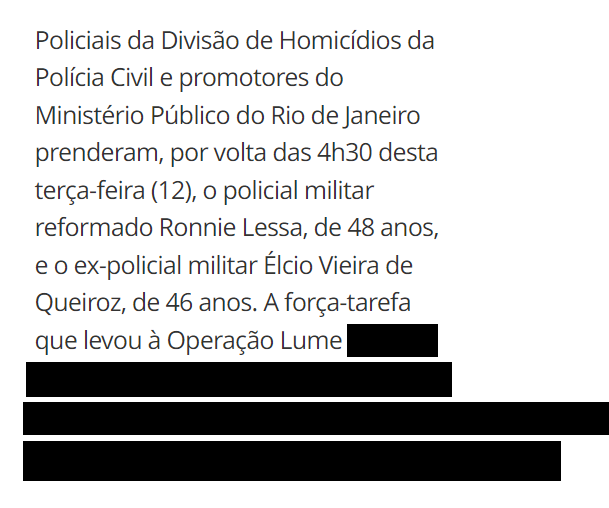 Policiais da Divisão de Homicídios da
Polícia Civil e promotores do
Ministério Público do Rio de Janeiro
prenderam, por volta das 4h30 desta
terça-feira (12), o policial militar
reformado Ronnie Lessa, de 48 anos,
e o ex-policial militar Élcio Vieira de
Queiroz, de 46 anos. A força-tarefa
que levou à Operação Lume